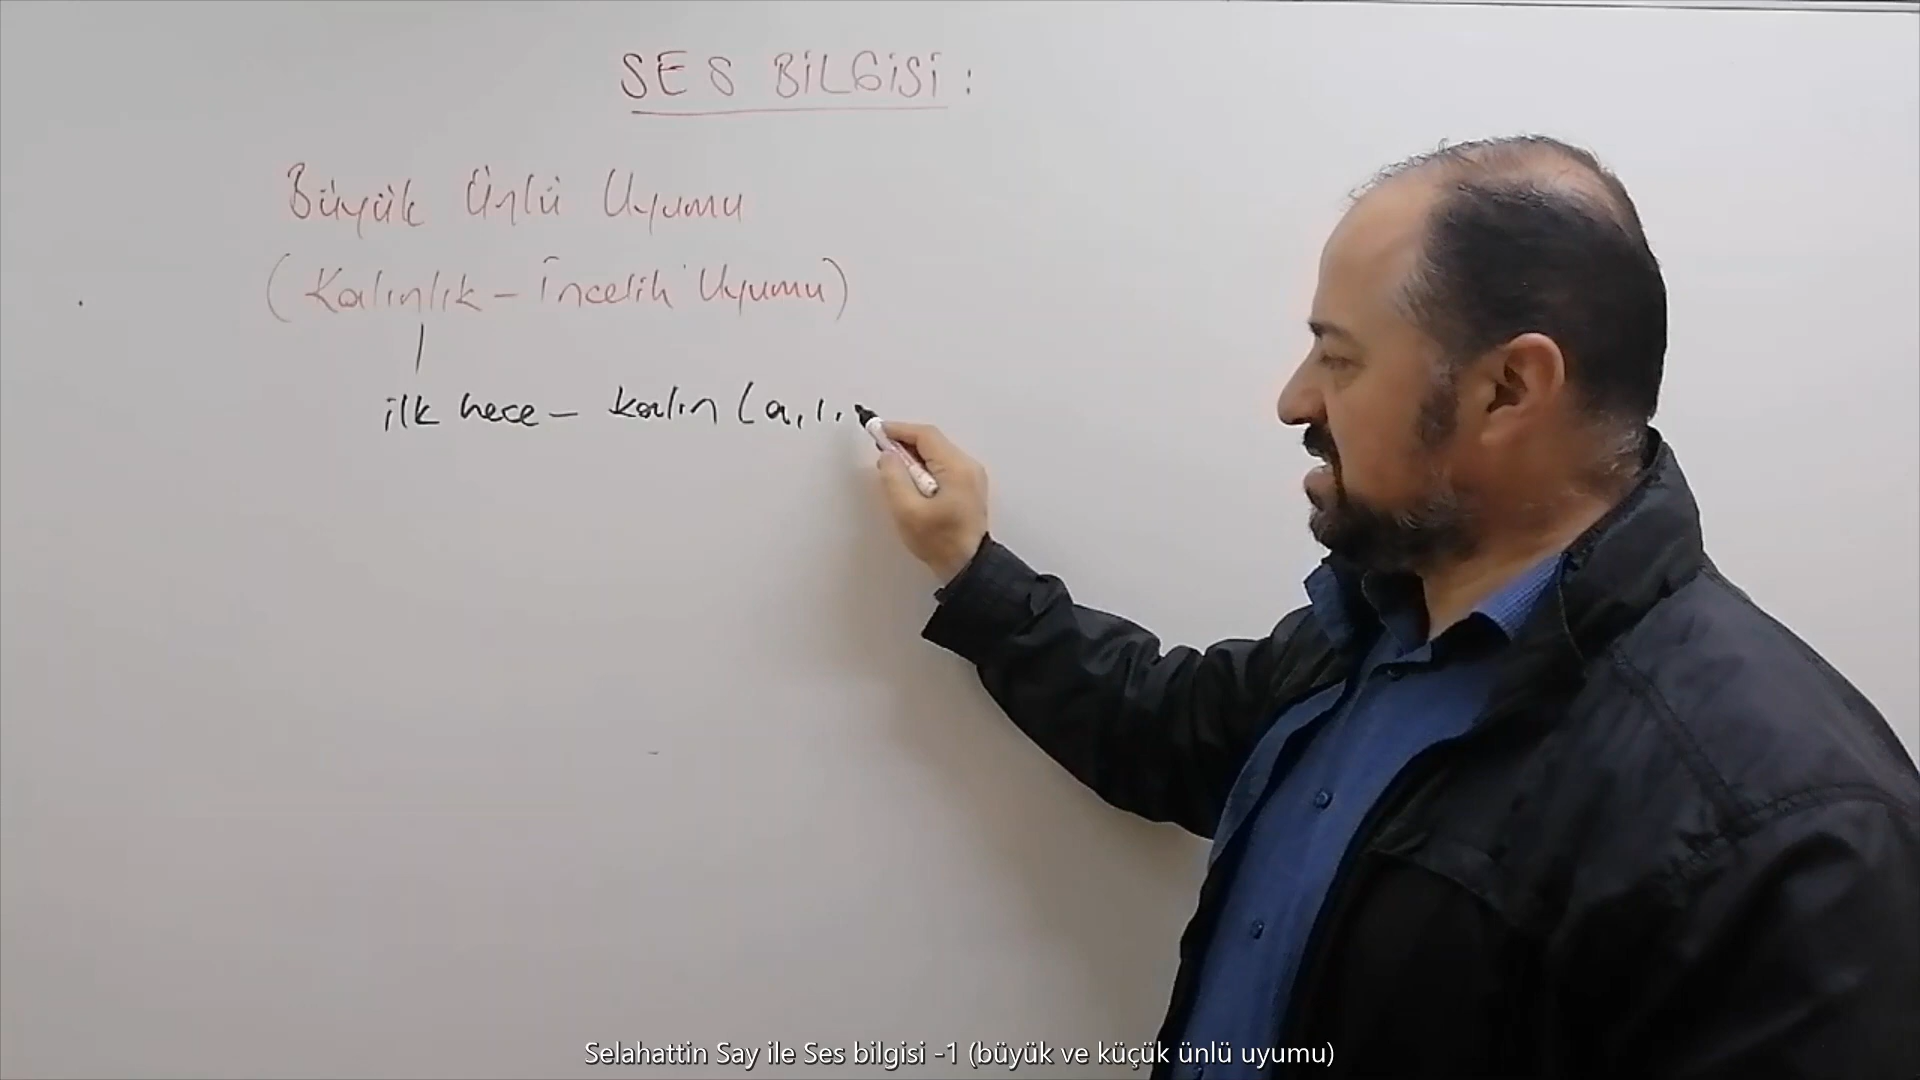 SES BİLGİSİ:
Büyük Ünlü Uyumu
(Kalınlık - İncelik Uyumu)
ilk hece - kalın (a, ı,
Selahattin Say ile Ses bilgisi -1 (büyük ve küçük ünlü uyumu)